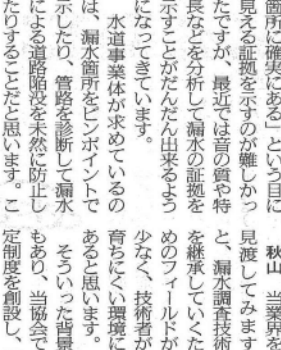 箇所に確実にある」という目に
見える証拠を示すのが難しかっ
たですが、最近では音の質や特
長などを分析して漏水の証拠を
示すことがだんだん出来るよう
になってきています。
水道事業体が求めているの
は、漏水箇所をピンポイントで
示したり、管路を診断して漏水
による道路陥没を未然に防止し
たりすることだと思います。こ
秋山　当業界を
見渡してみます
と、漏水調査技術
を継承していくた
めのフィールドが
少なく、技術者が
育ちにくい環境に
あると思います。
そういった背景
もあり、当協会で
定制度を創設し、